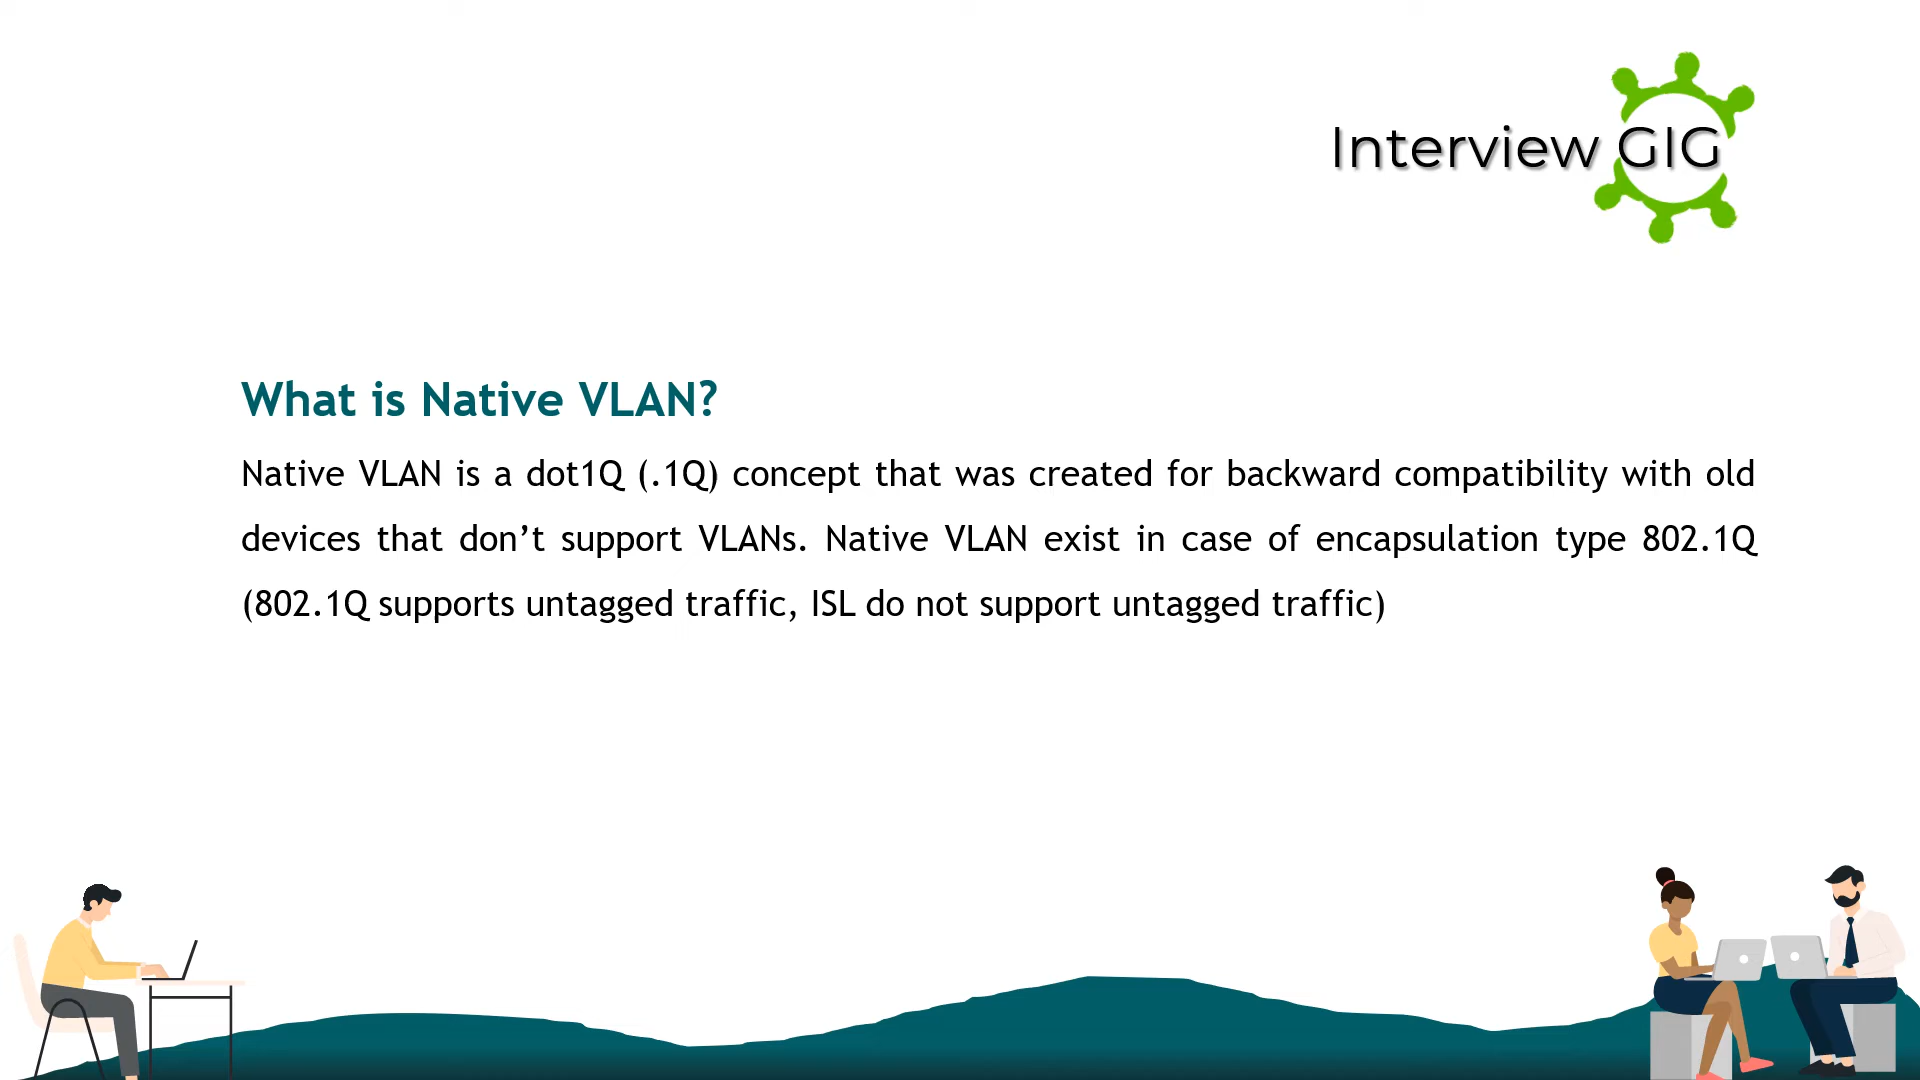 Interview GIG
What is Native VLAN?
Native VLAN is a dot1Q (.1Q) concept that was created for backward compatibility with old
devices that don’t support VLANs. Native VLAN exist in case of encapsulation type 802.1Q
(802.1Q supports untagged traffic, ISL do not support untagged traffic)